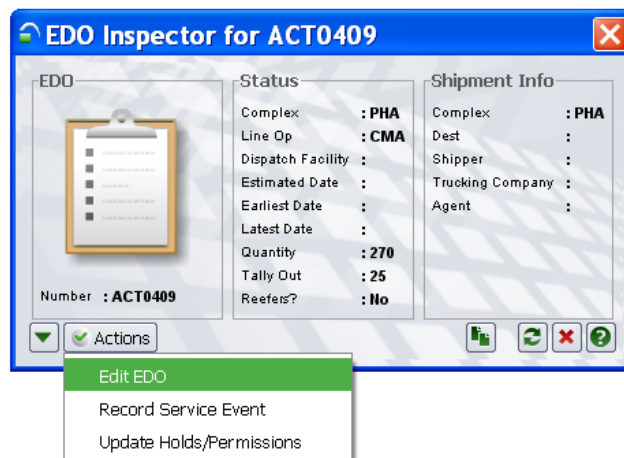 EDO Inspector for ACT0409
EDO
Number : ACT0409
Status
Complex : PHA
Line Op : CMA
Dispatch Facility :
Estimated Date :
Earliest Date :
Latest Date :
Quantity : 270
Tally Out : 25
Reefers? : No
Shipment Info
Complex : PHA
Dest :
Shipper :
Trucking Company :
Agent :
Actions
Edit EDO
Record Service Event
Update Holds/Permissions